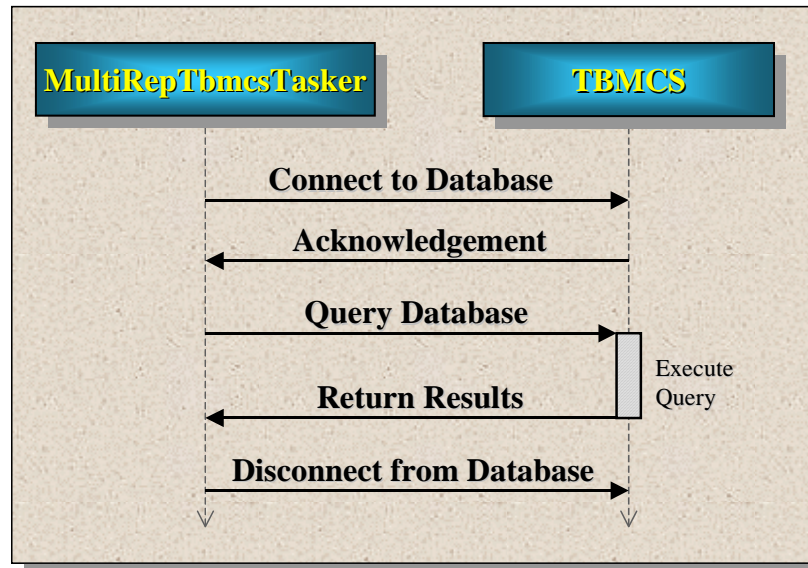 MultiRepTbmcsTasker
TBMCS
Connect to Database
Acknowledgement
Query Database
Execute
Query
Return Results
Disconnect from Database